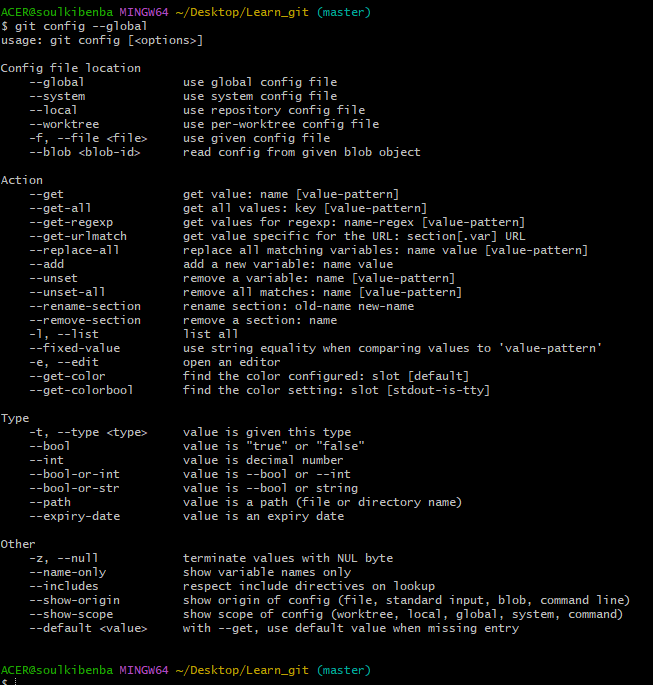 ACER@soulkibenba MINGW64 ~/Desktop/Learn_git (master)
$ git config --global
usage: git config [<options>]

Config file location
    --global              use global config file
    --system              use system config file
    --local               use repository config file
    --worktree            use per-worktree config file
    -f, --file <file>     use given config file
    --blob <blob-id>      read config from given blob object

Action
    --get                 get value: name [value-pattern]
    --get-all             get all values: key [value-pattern]
    --get-regexp          get values for regexp: name-regex [value-pattern]
    --get-urlmatch        get value specific for the URL: section[.var] URL
    --replace-all         replace all matching variables: name value [value-pattern]
    --add                 add a new variable: name value
    --unset               remove a variable: name [value-pattern]
    --unset-all           remove all matches: name [value-pattern]
    --rename-section      rename section: old-name new-name
    --remove-section      remove a section: name
    -l, --list            list all
    --fixed-value         use string equality when comparing values to 'value-pattern'
    -e, --edit            open an editor
    --get-color           find the color configured: slot [default]
    --get-colorbool       find the color setting: slot [stdout-is-tty]

Type
    -t, --type <type>     value is given this type
    --bool                value is "true" or "false"
    --int                 value is decimal number
    --bool-or-int         value is --bool or --int
    --bool-or-str         value is --bool or string
    --path                value is a path (file or directory name)
    --expiry-date         value is an expiry date

Other
    -z, --null            terminate values with NUL byte
    --name-only           show variable names only
    --includes            respect include directives on lookup
    --show-origin         show origin of config (file, standard input, blob, command line)
    --show-scope          show scope of config (worktree, local, global, system, command)
    --default <value>     with --get, use default value when missing entry

ACER@soulkibenba MINGW64 ~/Desktop/Learn_git (master)
$